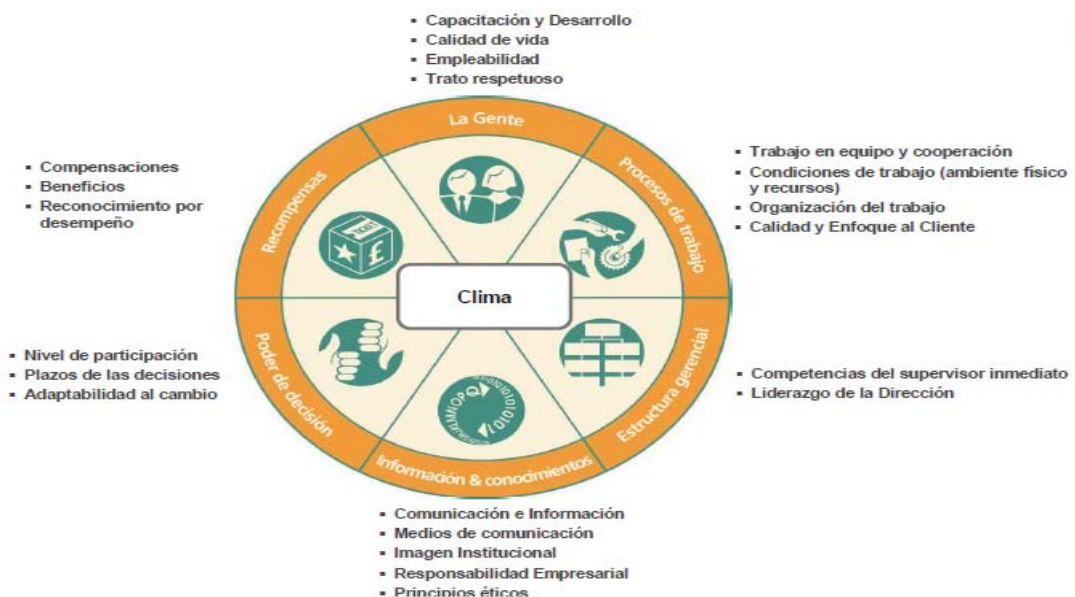 ▪ Capacitación y Desarrollo
▪ Calidad de vida
▪ Empleabilidad
▪ Trato respetuoso
La Gente
▪ Compensaciones
▪ Beneficios
▪ Reconocimiento por
desempeño
Recompensas
Procesos de trabajo
▪ Trabajo en equipo y cooperación
▪ Condiciones de trabajo (ambiente físico
y recursos)
▪ Organización del trabajo
▪ Calidad y Enfoque al Cliente
£
Clima
▪ Nivel de participación
▪ Plazos de las decisiones
▪ Adaptabilidad al cambio
Poder de decisión
Estructura gerencial
▪ Competencias del supervisor inmediato
▪ Liderazgo de la Dirección
Información & conocimientos
▪ Comunicación e Información
▪ Medios de comunicación
▪ Imagen Institucional
▪ Responsabilidad Empresarial
▪ Principios éticos